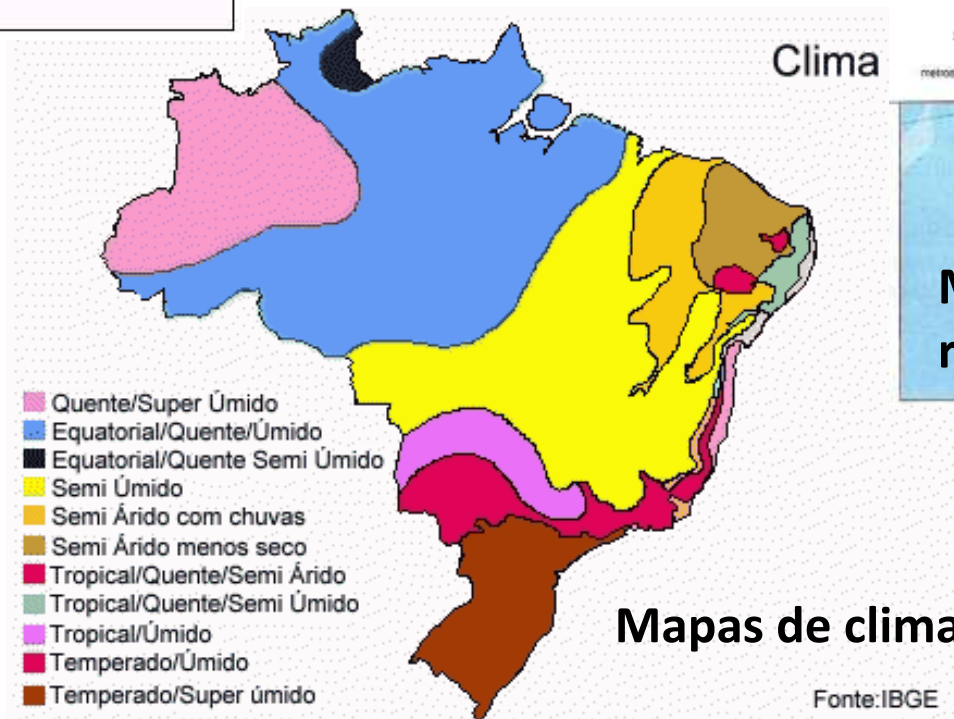 Clima
Quente/Super Úmido
Equatorial/Quente/Úmido
Equatorial/Quente Semi Úmido
Semi Úmido
Semi Árido com chuvas
Semi Árido menos seco
Tropical/Quente/Semi Árido
Tropical/Quente/Semi Úmido
Tropical/Úmido
Temperado/Úmido
Temperado/Super úmido
Mapas de clima
Fonte:IBGE